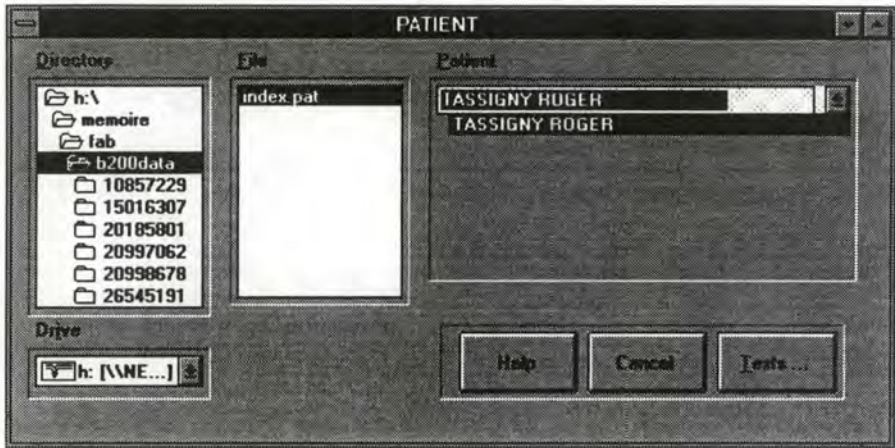 PATIENT
Directory
File
Patient
h:\
memoire
fab
b200data
10857229
15016307
20185801
20997062
20998678
26545191
index.pat
TASSIGNY ROGER
TASSIGNY ROGER
Drive
h: [\\NE...]
Help
Cancel
Tests ...